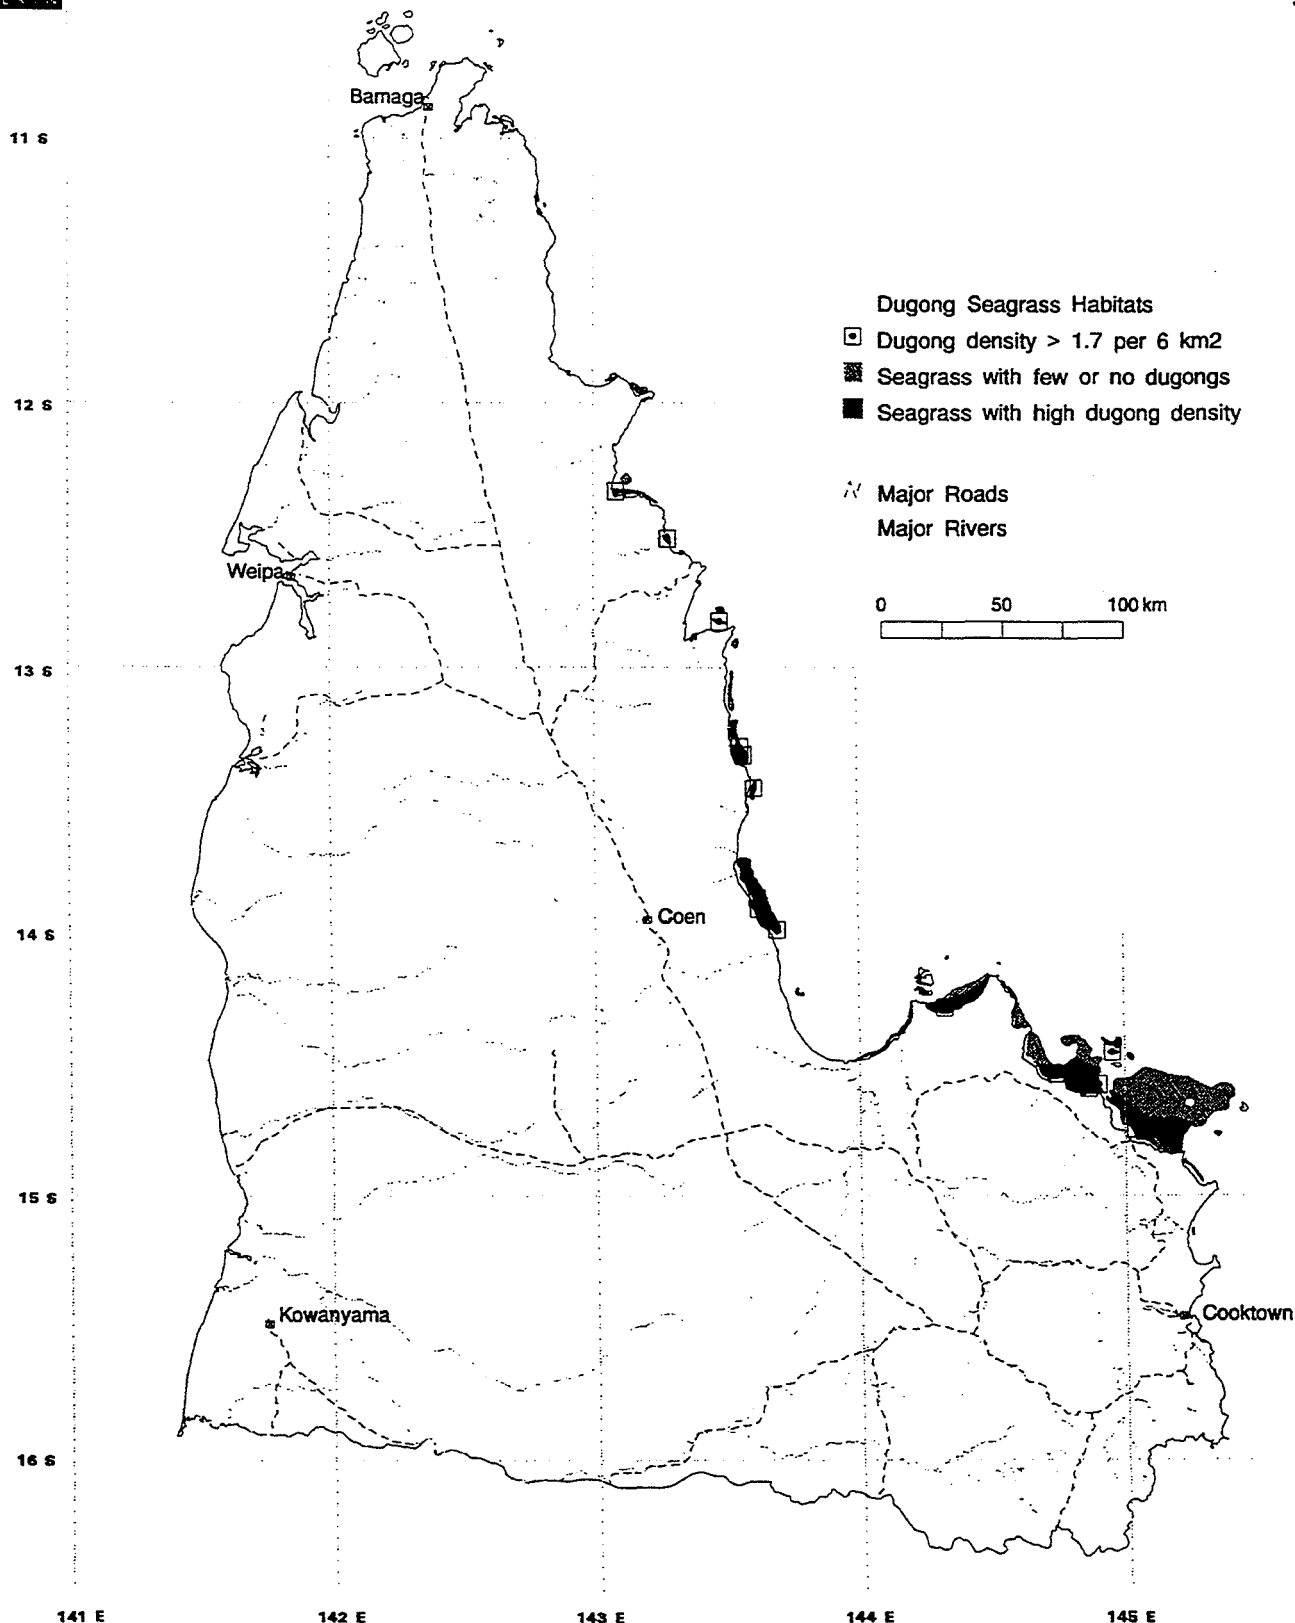 Bamaga
11 S
Dugong Seagrass Habitats
Dugong density > 1.7 per 6 km2
Seagrass with few or no dugongs
Seagrass with high dugong density
12 S
Major Roads
Major Rivers
Weipa
0 50 100 km
13 S
Coen
14 S
15 S
Kowanyama
Cooktown
16 S
141 E 142 E 143 E 144 E 145 E